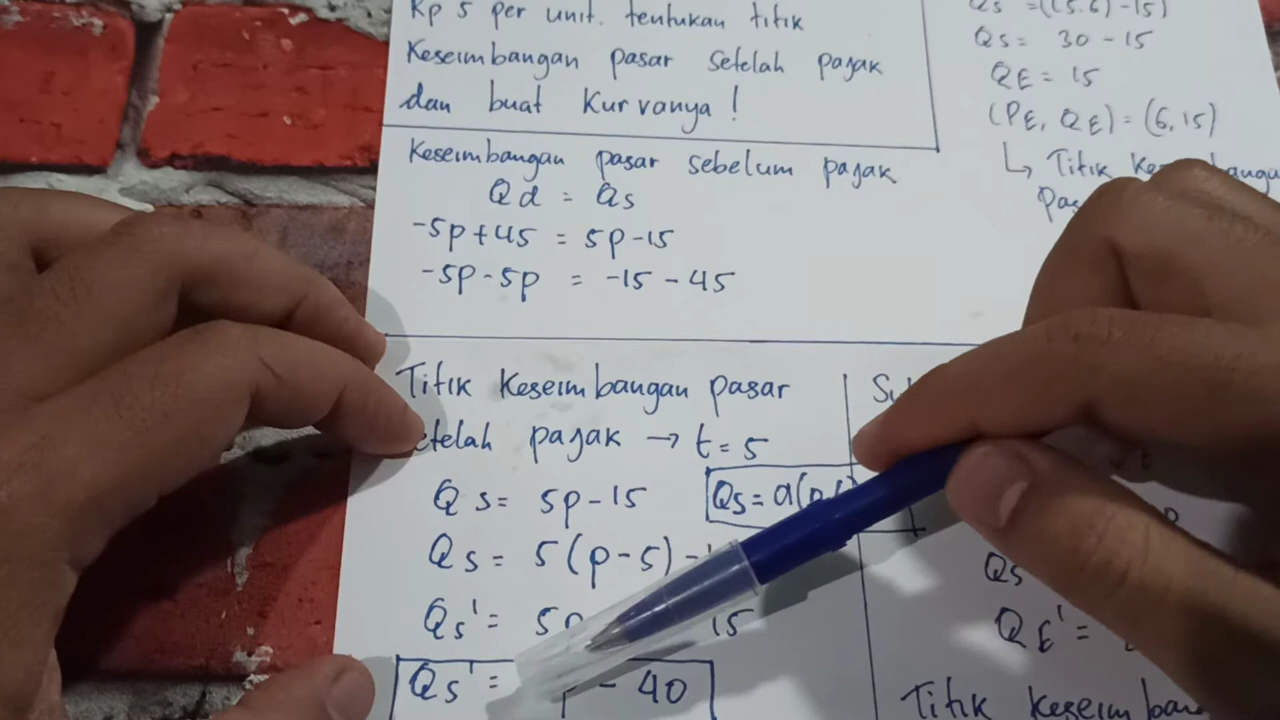 Rp 5 per unit. tentukan titik
Keseimbangan pasar setelah pajak
dan buat Kurvanya!
Keseimbangan pasar sebelum pajak
Qd = Qs
-5p+45 = 5p-15
-5p-5p = -15-45
Qs = (5.6)-15)
Qs = 30-15
QE = 15
(PE, QE) = (6,15)
↳ Titik
Titik Keseimbangan pasar
setelah pajak → t=5
Qs = 5p-15
Qs = a(p
Qs = 5(p-5)-
Qs' = 5p 15
Qs' = - 40
Qs
QE' =
Titik